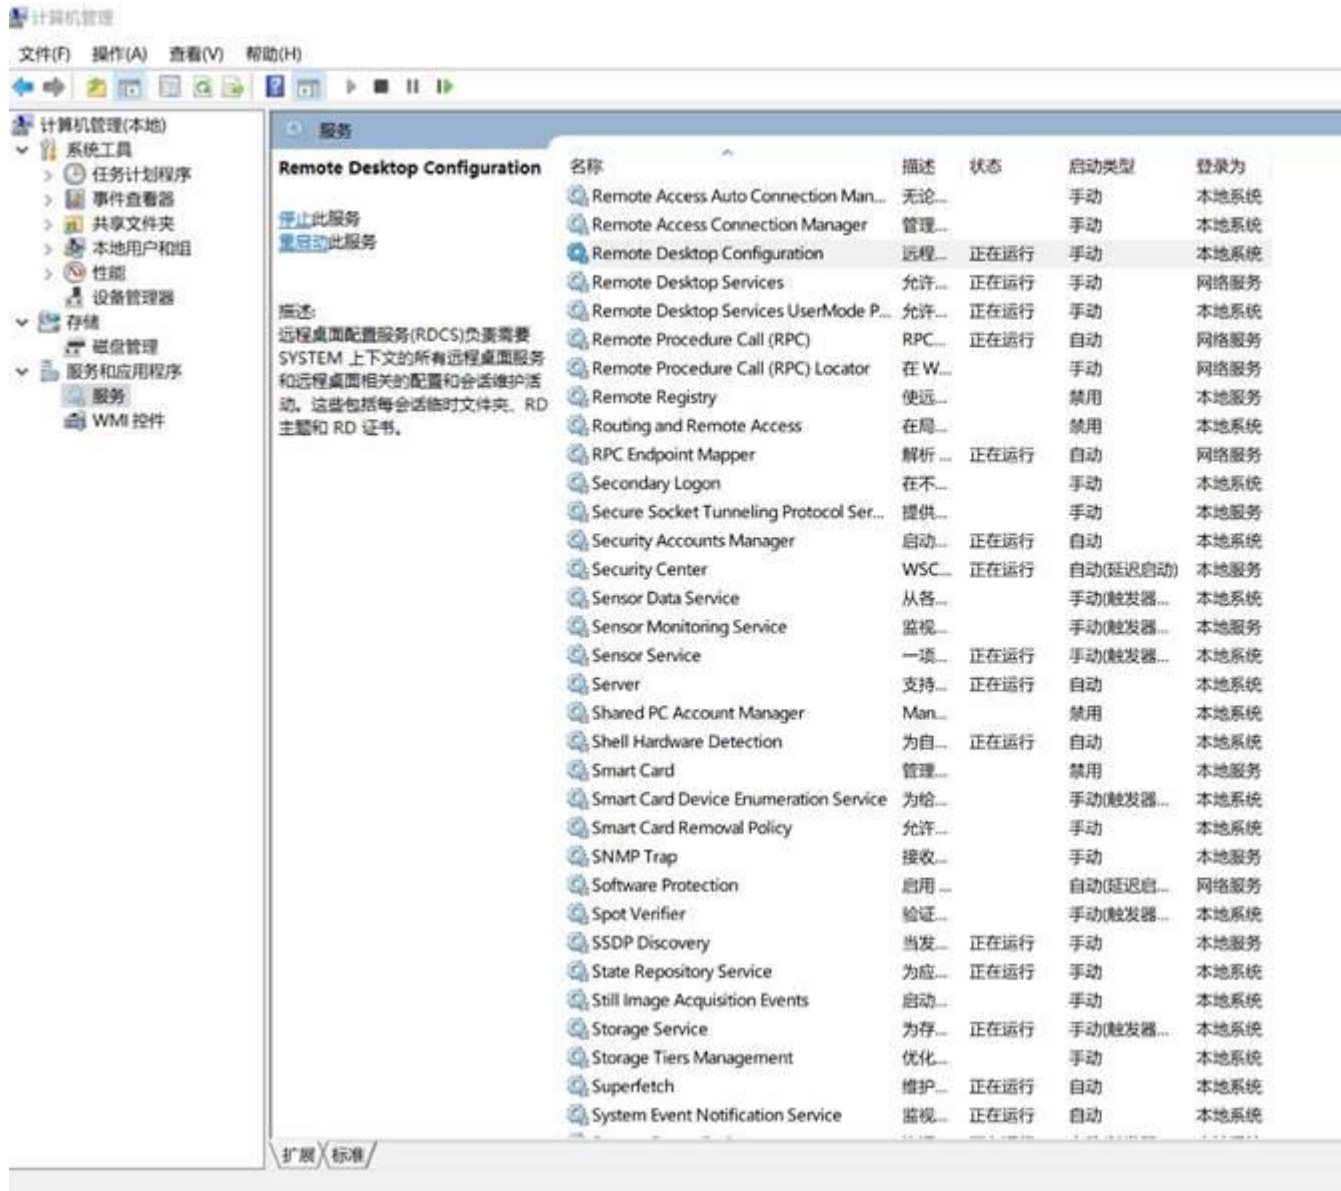 计算机管理
文件(F) 操作(A) 查看(V) 帮助(H)
计算机管理(本地)
系统工具
任务计划程序
事件查看器
共享文件夹
本地用户和组
性能
设备管理器
存储
磁盘管理
服务和应用程序
服务
WMI 控件
服务
Remote Desktop Configuration
停止此服务
重启动此服务
描述:
远程桌面配置服务(RDCS)负责需要
SYSTEM 上下文的所有远程桌面服务
和远程桌面相关的配置和会话维护活
动。这些包括每会话临时文件夹、RD
主题和 RD 证书。
名称 描述 状态 启动类型 登录为
Remote Access Auto Connection Man... 无论... 手动 本地系统
Remote Access Connection Manager 管理... 手动 本地系统
Remote Desktop Configuration 远程... 正在运行 手动 本地系统
Remote Desktop Services 允许... 正在运行 手动 网络服务
Remote Desktop Services UserMode P... 允许... 正在运行 手动 本地系统
Remote Procedure Call (RPC) RPC... 正在运行 自动 网络服务
Remote Procedure Call (RPC) Locator 在 W... 手动 网络服务
Remote Registry 使远... 禁用 本地服务
Routing and Remote Access 在局... 禁用 本地系统
RPC Endpoint Mapper 解析 ... 正在运行 自动 网络服务
Secondary Logon 在不... 手动 本地系统
Secure Socket Tunneling Protocol Ser... 提供... 手动 本地服务
Security Accounts Manager 启动... 正在运行 自动 本地系统
Security Center WSC... 正在运行 自动(延迟启动) 本地服务
Sensor Data Service 从各... 手动(触发器... 本地系统
Sensor Monitoring Service 监视... 手动(触发器... 本地服务
Sensor Service 一项... 正在运行 手动(触发器... 本地系统
Server 支持... 正在运行 自动 本地系统
Shared PC Account Manager Man... 禁用 本地系统
Shell Hardware Detection 为自... 正在运行 自动 本地系统
Smart Card 管理... 禁用 本地服务
Smart Card Device Enumeration Service 为给... 手动(触发器... 本地系统
Smart Card Removal Policy 允许... 手动 本地系统
SNMP Trap 接收... 手动 本地服务
Software Protection 启用 ... 自动(延迟启... 网络服务
Spot Verifier 验证... 手动(触发器... 本地系统
SSDP Discovery 当发... 正在运行 手动 本地服务
State Repository Service 为应... 正在运行 手动 本地系统
Still Image Acquisition Events 启动... 手动 本地系统
Storage Service 为存... 正在运行 手动(触发器... 本地系统
Storage Tiers Management 优化... 手动 本地系统
Superfetch 维护... 正在运行 自动 本地系统
System Event Notification Service 监视... 正在运行 自动 本地系统
扩展 标准